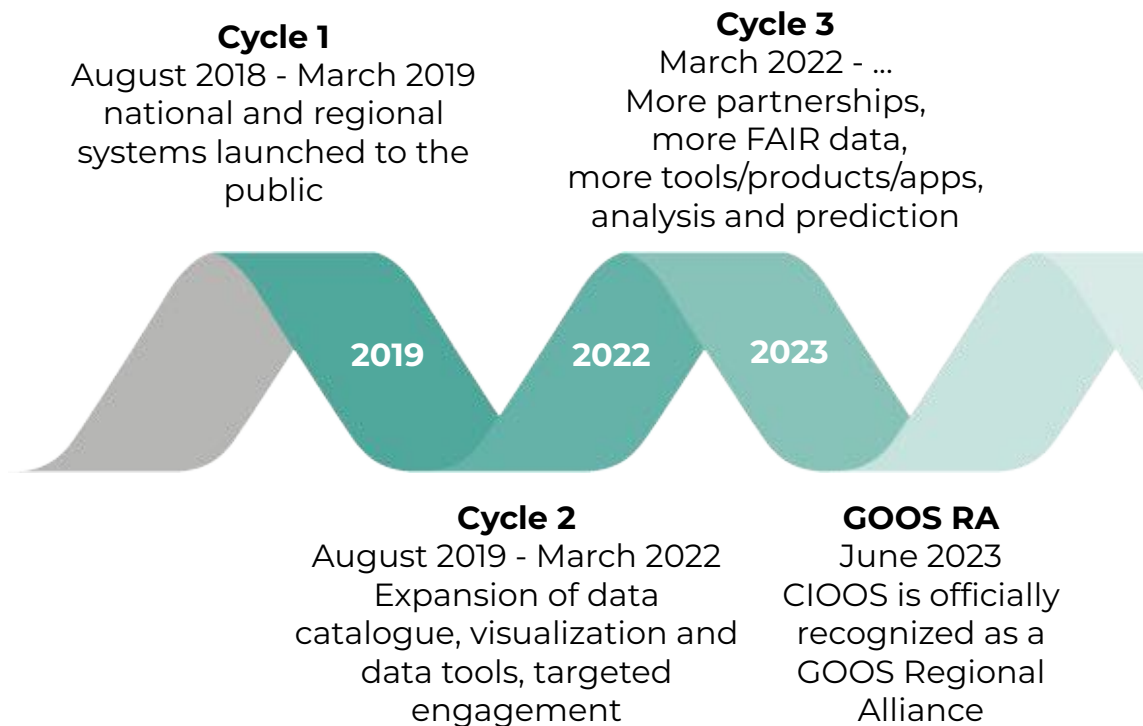 Cycle 1
August 2018 - March 2019
national and regional
systems launched to the
public
Cycle 3
March 2022 - ...
More partnerships,
more FAIR data,
more tools/products/apps,
analysis and prediction
2019
2022
2023
Cycle 2
August 2019 - March 2022
Expansion of data
catalogue, visualization and
data tools, targeted
engagement
GOOS RA
June 2023
CIOOS is officially
recognized as a
GOOS Regional
Alliance